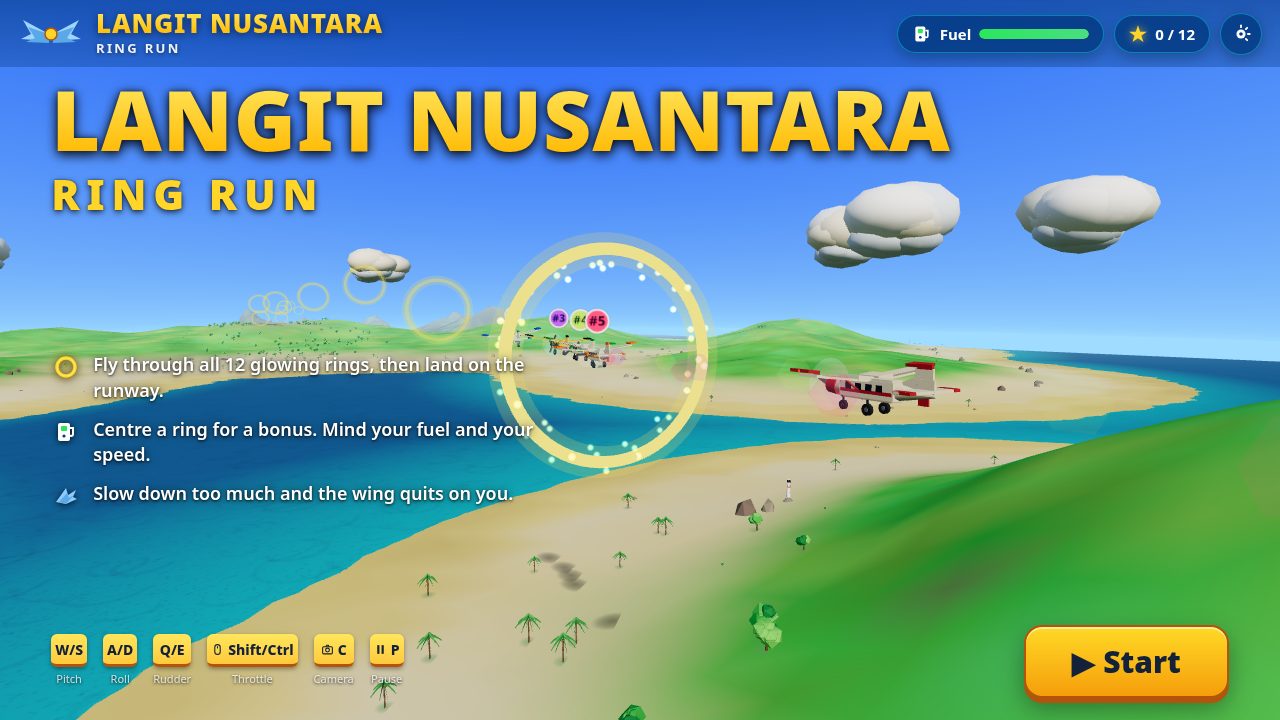 LANGIT NUSANTARA
RING RUN
Fuel
0 / 12
LANGIT NUSANTARA
RING RUN
#3
#4
#5
Fly through all 12 glowing rings, then land on the
runway.
Centre a ring for a bonus. Mind your fuel and your
speed.
Slow down too much and the wing quits on you.
W/S
A/D
Q/E
Shift/Ctrl
C
P
Pitch
Roll
Rudder
Throttle
Camera
Pause
Start